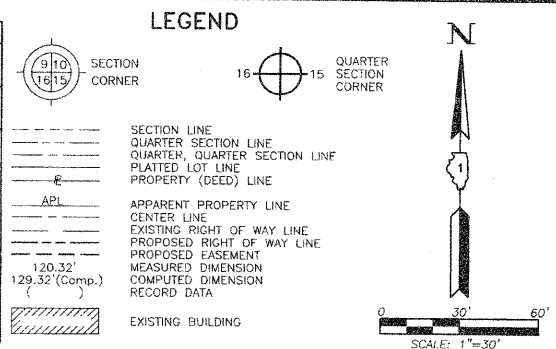 LEGEND
N
9 10
16 15
SECTION
CORNER
16 15
QUARTER
SECTION
CORNER
SECTION LINE
QUARTER SECTION LINE
QUARTER, QUARTER SECTION LINE
PLATTED LOT LINE
PROPERTY (DEED) LINE
APL APPARENT PROPERTY LINE
CENTER LINE
EXISTING RIGHT OF WAY LINE
PROPOSED RIGHT OF WAY LINE
PROPOSED EASEMENT
120.32' MEASURED DIMENSION
129.32'(Comp.) COMPUTED DIMENSION
( ) RECORD DATA
EXISTING BUILDING
1
0 30' 60'
SCALE: 1"=30'